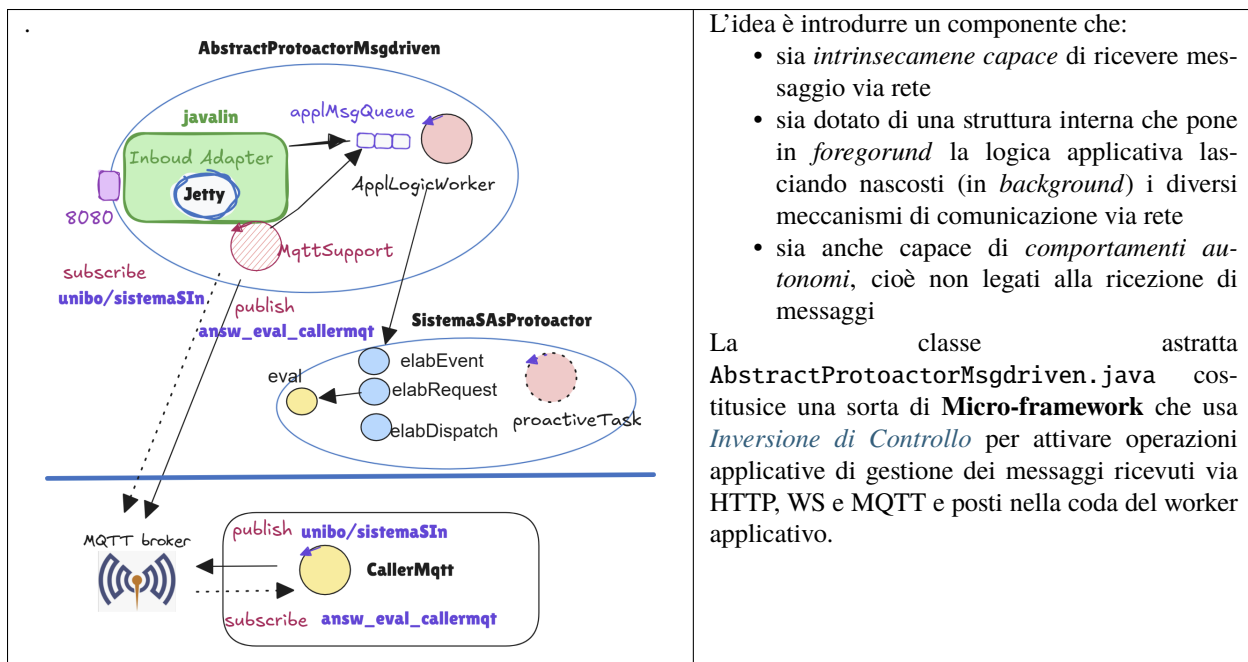 .
AbstractProtoactorMsgdriven
javalin
applMsgQueue
Inboud Adapter
Jetty
ApplLogicWorker
8080
MqttSupport
subscribe
unibo/sistemaSIn
publish
answ_eval_callermqt
SistemaSAsProtoactor
elabEvent
eval
elabRequest
elabDispatch
proactiveTask
MQTT broker
publish unibo/sistemaSIn
CallerMqtt
subscribe answ_eval_callermqt
L'idea è introdurre un componente che:
• sia intrinsecamene capace di ricevere mes-
saggio via rete
• sia dotato di una struttura interna che pone
in foregorund la logica applicativa las-
ciando nascosti (in background) i diversi
meccanismi di comunicazione via rete
• sia anche capace di comportamenti au-
tonomi, cioè non legati alla ricezione di
messaggi
La classe astratta
AbstractProtoactorMsgdriven.java cos-
titusice una sorta di Micro-framework che usa
Inversione di Controllo per attivare operazioni
applicative di gestione dei messaggi ricevuti via
HTTP, WS e MQTT e posti nella coda del worker
applicativo.